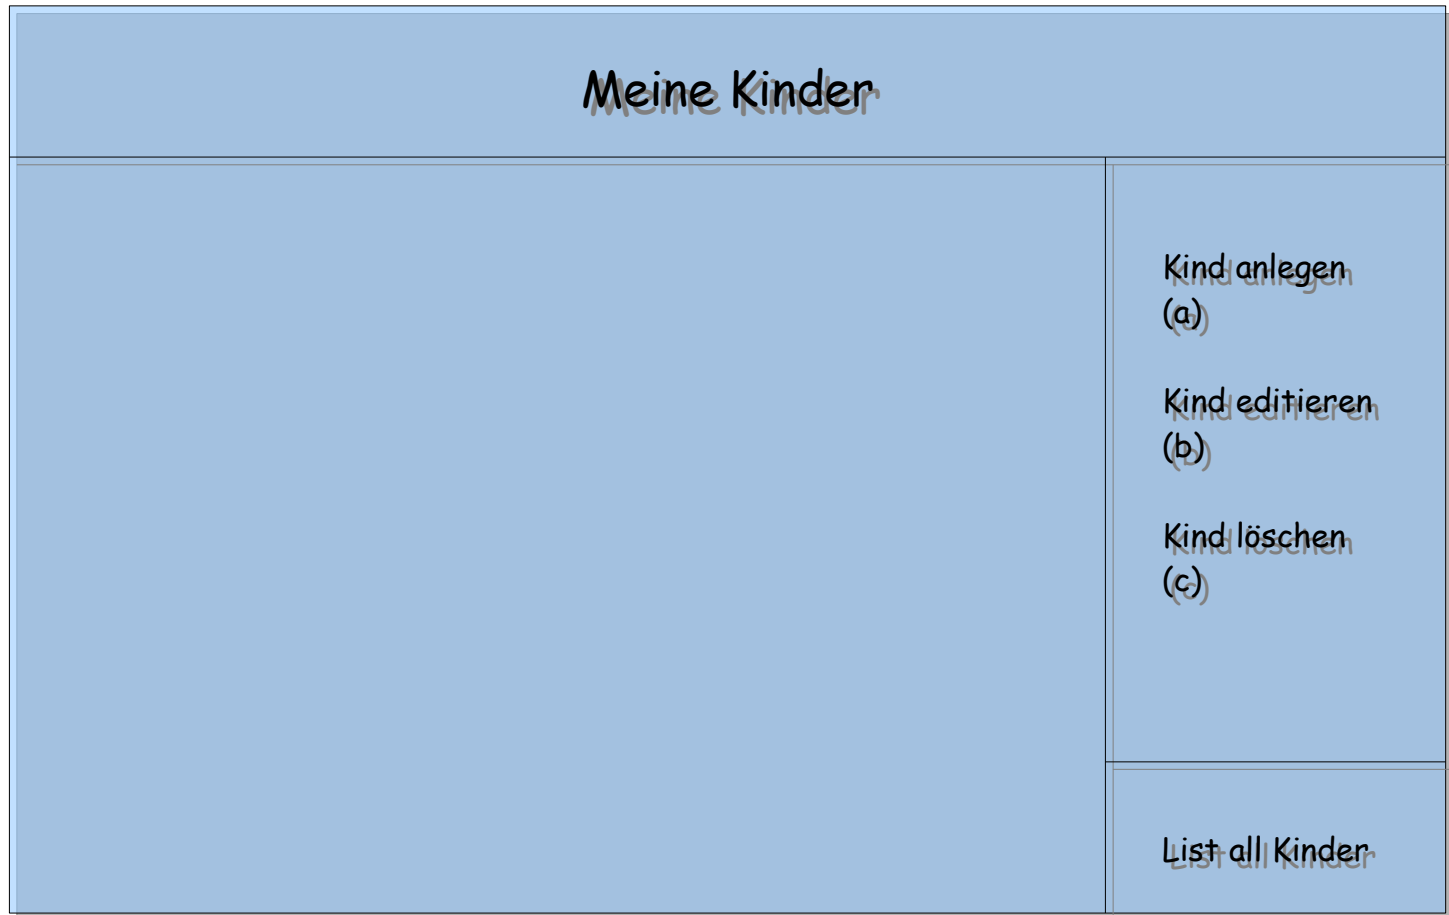 Meine Kinder
Kind anlegen
(a)
Kind editieren
(b)
Kind löschen
(c)
List all Kinder